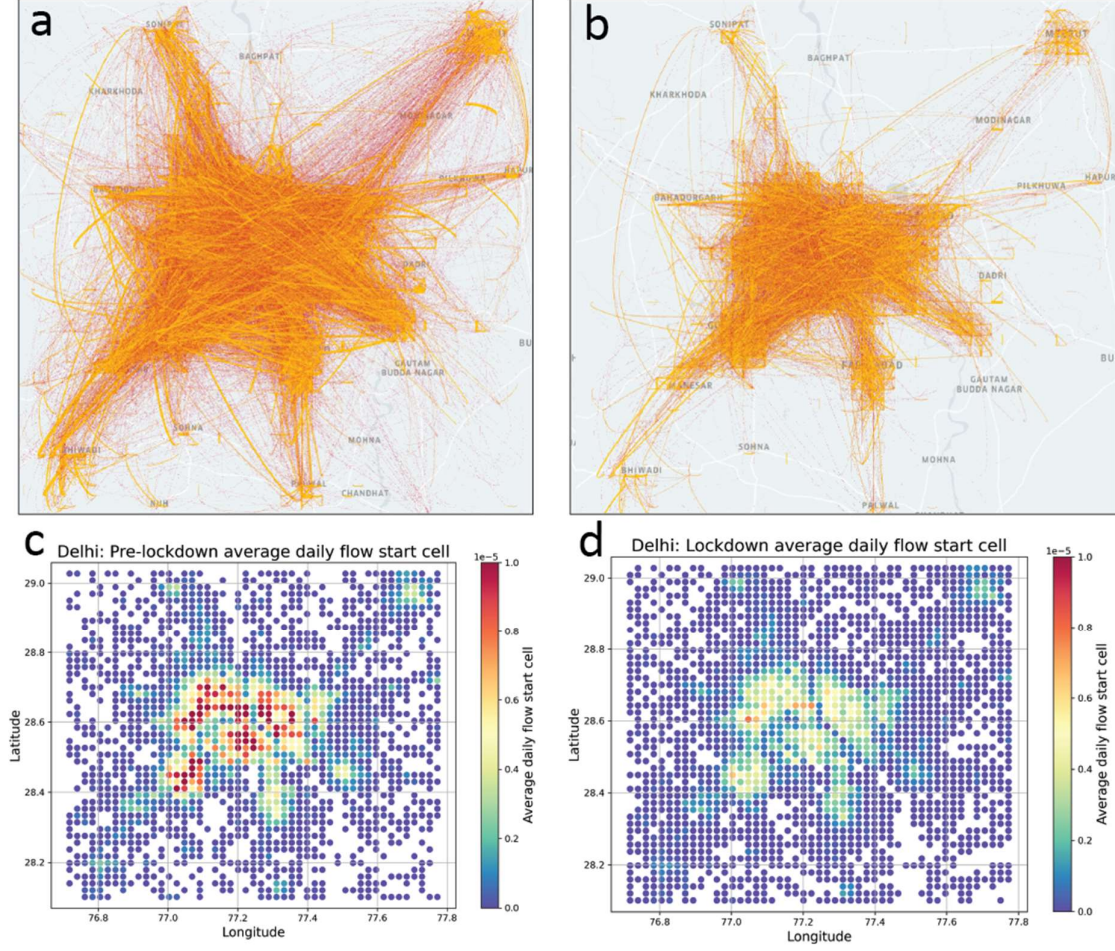 a
SONIPAT
BAGHPAT
KHARKHODA
MODINAGAR
PILKHUWA
HAPUR
DADRI
BU
GAUTAM
BUDDA NAGAR
SOHNA
MOHNA
BHIWADI
PALWAL
CHANDHAT
NUH
b
SONIPAT
MEERUT
BAGHPAT
KHARKHODA
MODINAGAR
HAPUR
PILKHUWA
BAHADURGARH
DADRI
BU
MANESAR
GAUTAM
BUDDA NAGAR
SOHNA
MOHNA
BHIWADI
PALWAL
c
Delhi: Pre-lockdown average daily flow start cell
1e−5
29.0
28.8
28.6
28.4
28.2
Latitude
76.8
77.0
77.2
77.4
77.6
77.8
Longitude
1.0
0.8
0.6
0.4
0.2
0.0
Average daily flow start cell
d
Delhi: Lockdown average daily flow start cell
1e−5
29.0
28.8
28.6
28.4
28.2
Latitude
76.8
77.0
77.2
77.4
77.6
77.8
Longitude
1.0
0.8
0.6
0.4
0.2
0.0
Average daily flow start cell